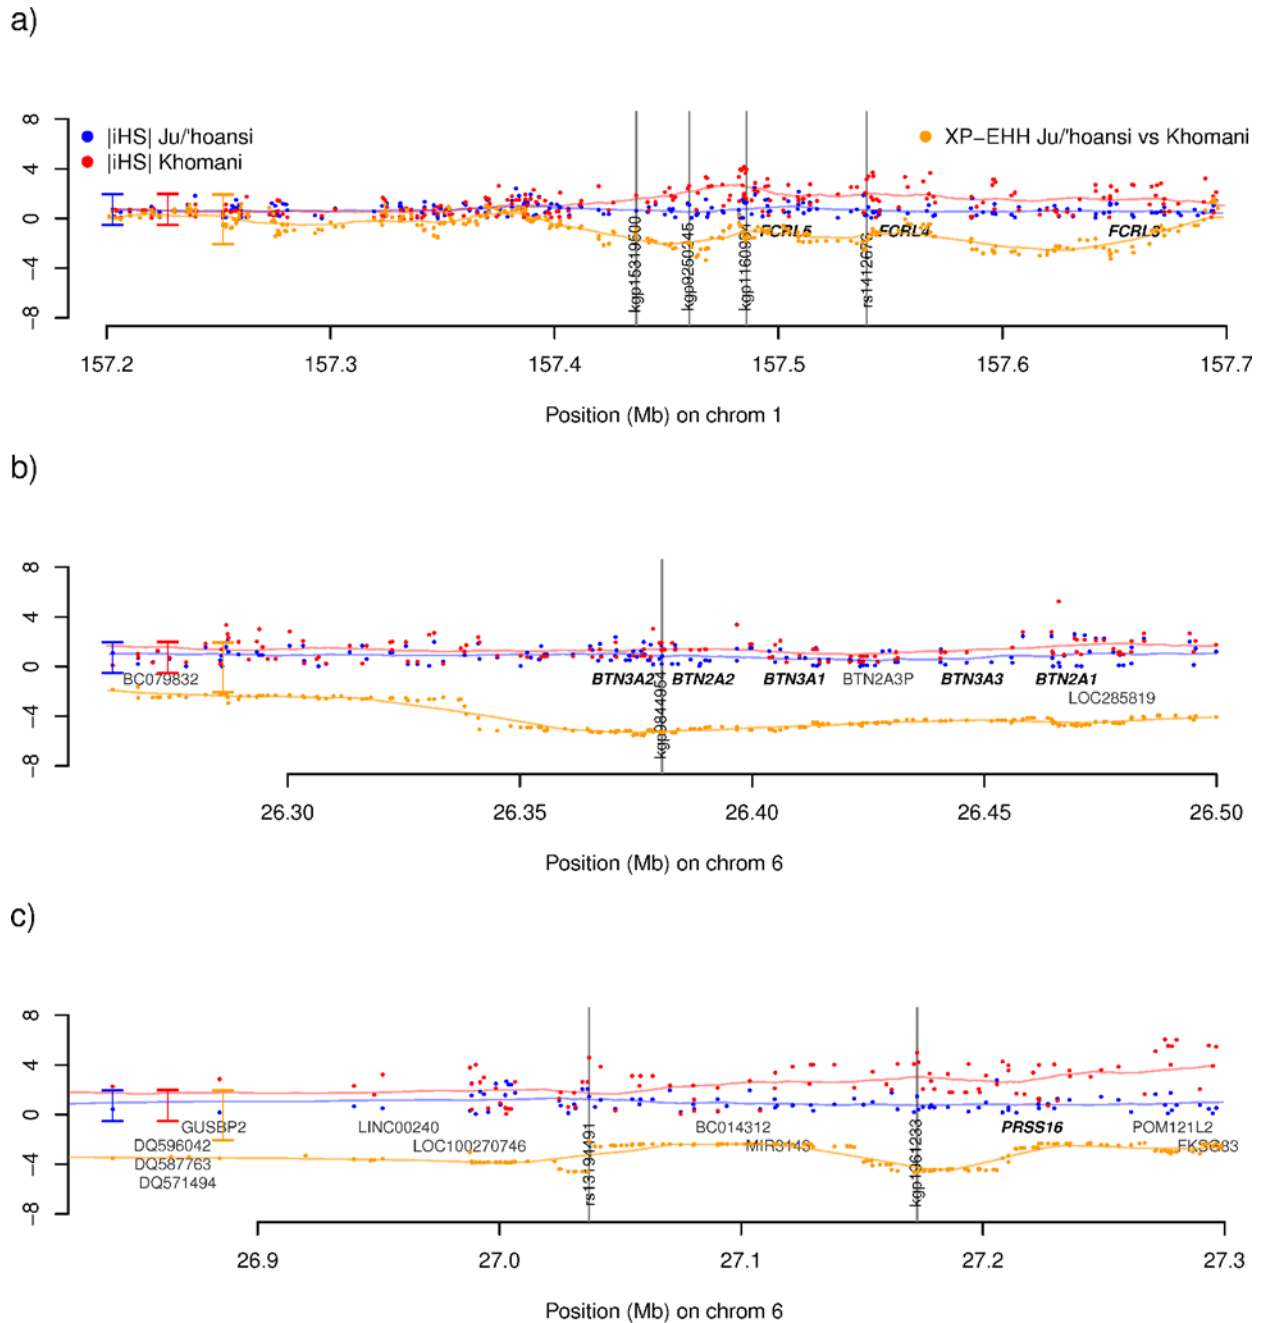 a)
8
4
0
−4
−8
|iHS| Ju/'hoansi
|iHS| Khomani
XP−EHH Ju/'hoansi vs Khomani
kgp15319500
kgp9250245
kgp1160964
rs1412676
FCRL5
FCRL4
FCRL3
157.2 157.3 157.4 157.5 157.6 157.7
Position (Mb) on chrom 1
b)
8
4
0
−4
−8
BC079832
BTN3A2 BTN2A2 BTN3A1 BTN2A3P BTN3A3 BTN2A1
LOC285819
kgp9844954
26.30 26.35 26.40 26.45 26.50
Position (Mb) on chrom 6
c)
8
4
0
−4
−8
GUSBP2 LINC00240 BC014312 PRSS16 POM121L2
DQ596042 LOC100270746 MIR3143 FKSG83
DQ587763
DQ571494
rs13194491
kgp1961233
26.9 27.0 27.1 27.2 27.3
Position (Mb) on chrom 6